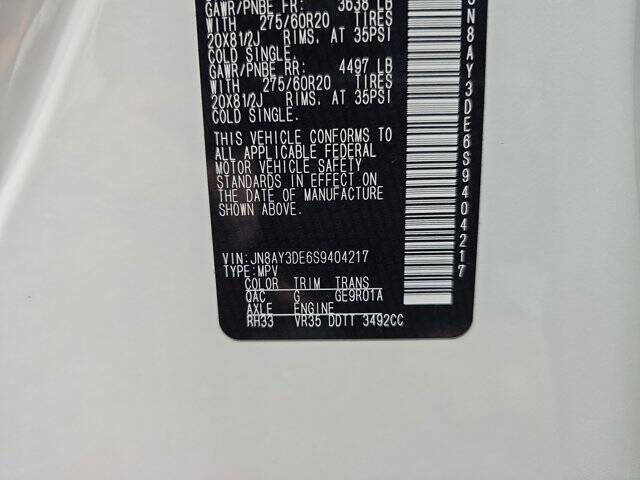 GAWR/PNBE FR: 3638 LB
WITH 275/60R20 TIRES
20X81/2J RIMS. AT 35PSI
COLD SINGLE.
GAWR/PNBE RR: 4497 LB
WITH 275/60R20 TIRES
20X81/2J RIMS. AT 35PSI
COLD SINGLE.
THIS VEHICLE CONFORMS TO
ALL APPLICABLE FEDERAL
MOTOR VEHICLE SAFETY
STANDARDS IN EFFECT ON
THE DATE OF MANUFACTURE
SHOWN ABOVE.
VIN:JN8AY3DE6S9404217
TYPE:MPV
COLOR TRIM TRANS
QAC G GE9R01A
AXLE ENGINE
RH33 VR35 DDTT 3492CC
JN8AY3DE6S9404217